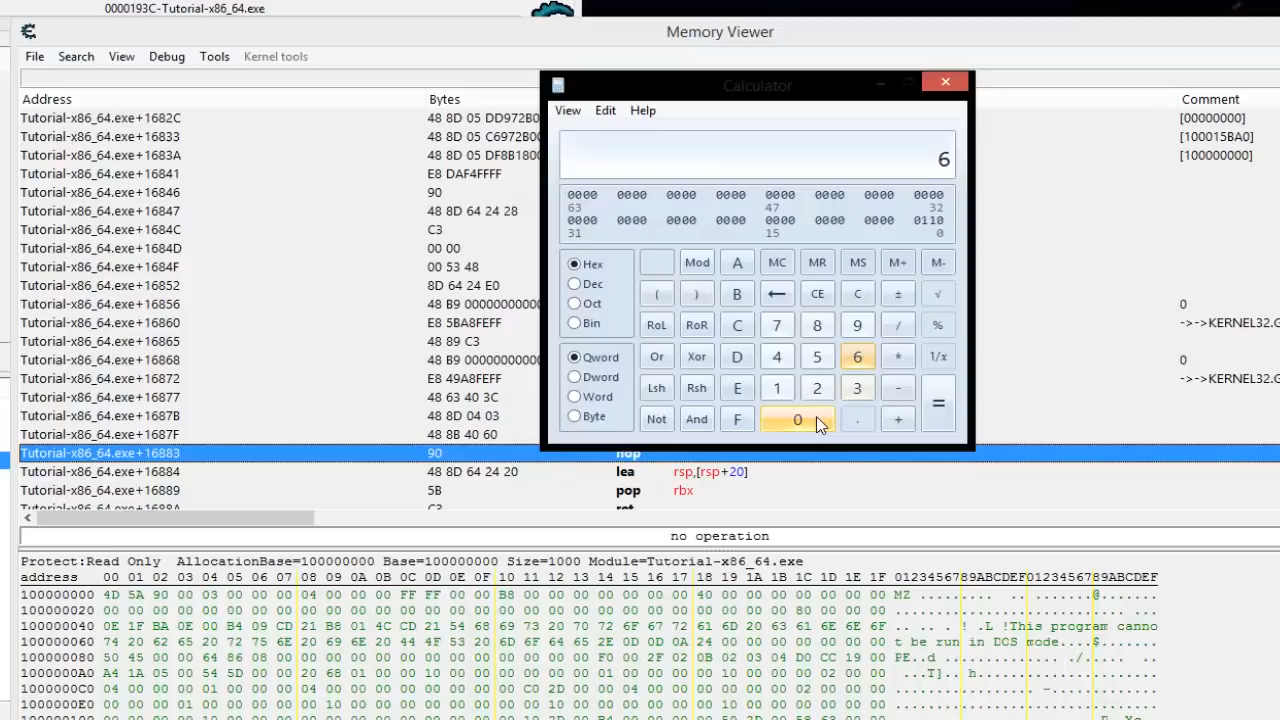 0000193C-Tutorial-x86_64.exe
Memory Viewer
File Search View Debug Tools Kernel tools
Address Bytes Comment
Tutorial-x86_64.exe+1682C 48 8D 05 DD972B0 [00000000]
Tutorial-x86_64.exe+16833 48 8D 05 C6972B0 [100015BA0]
Tutorial-x86_64.exe+1683A 48 8D 05 DF8B1800 [100000000]
Tutorial-x86_64.exe+16841 E8 DAF4FFFF
Tutorial-x86_64.exe+16846 90
Tutorial-x86_64.exe+16847 48 8D 64 24 28
Tutorial-x86_64.exe+1684C C3
Tutorial-x86_64.exe+1684D 00 00
Tutorial-x86_64.exe+1684F 00 53 48
Tutorial-x86_64.exe+16852 8D 64 24 E0
Tutorial-x86_64.exe+16856 48 B9 0000000000 0
Tutorial-x86_64.exe+16860 E8 5BA8FEFF ->->KERNEL32.G
Tutorial-x86_64.exe+16865 48 89 C3
Tutorial-x86_64.exe+16868 48 B9 0000000000 0
Tutorial-x86_64.exe+16872 E8 49A8FEFF ->->KERNEL32.G
Tutorial-x86_64.exe+16877 48 63 40 3C
Tutorial-x86_64.exe+1687B 48 8D 04 03
Tutorial-x86_64.exe+1687F 48 8B 40 60
Tutorial-x86_64.exe+16883 90 nop
Tutorial-x86_64.exe+16884 48 8D 64 24 20 lea rsp,[rsp+20]
Tutorial-x86_64.exe+16889 5B pop rbx
Tutorial-x86_64.exe+1688A C3 ret
Calculator
View Edit Help
6
0000 0000 0000 0000 0000 0000 0000
63 47 32
0000 0000 0000 0000 0000 0000 0000 0110
31 15 0
Hex Mod A MC MR MS M+ M-
Dec ( ) B ← CE C ± √
Oct
Bin RoL RoR C 7 8 9 / %
Qword Or Xor D 4 5 6 * 1/x
Dword
Word Lsh Rsh E 1 2 3 - =
Byte Not And F 0 . +
no operation
Protect:Read Only AllocationBase=100000000 Base=100000000 Size=1000 Module=Tutorial-x86_64.exe
address 00 01 02 03 04 05 06 07 08 09 0A 0B 0C 0D 0E 0F 10 11 12 13 14 15 16 17 18 19 1A 1B 1C 1D 1E 1F 0123456789ABCDEF0123456789ABCDEF
100000000 4D 5A 90 00 03 00 00 00 04 00 00 00 FF FF 00 00 B8 00 00 00 00 00 00 00 40 00 00 00 00 00 00 00 MZ ......... .. ........@.......
100000020 00 00 00 00 00 00 00 00 00 00 00 00 00 00 00 00 00 00 00 00 00 00 00 00 00 00 00 00 80 00 00 00
100000040 0E 1F BA 0E 00 B4 09 CD 21 B8 01 4C CD 21 54 68 69 73 20 70 72 6F 67 72 61 6D 20 63 61 6E 6E 6F . . ! .L !This program canno
100000060 74 20 62 65 20 72 75 6E 20 69 6E 20 44 4F 53 20 6D 6F 64 65 2E 0D 0D 0A 24 00 00 00 00 00 00 00 t be run in DOS mode....$.......
100000080 50 45 00 00 64 86 08 00 00 00 00 00 00 00 00 00 00 00 00 00 F0 00 2F 02 0B 02 03 04 D0 CC 19 00 PE..d
1000000A0 A4 1A 05 00 54 5D 00 00 20 68 01 00 00 10 00 00 00 00 00 00 01 00 00 00 00 10 00 00 00 02 00 00 ...T].. h
1000000C0 04 00 00 00 01 00 00 00 04 00 00 00 00 00 00 00 00 C0 2D 00 00 04 00 00 00 00 00 00 02 00 00 00
1000000E0 00 00 10 00 00 00 00 00 00 10 00 00 00 00 00 00